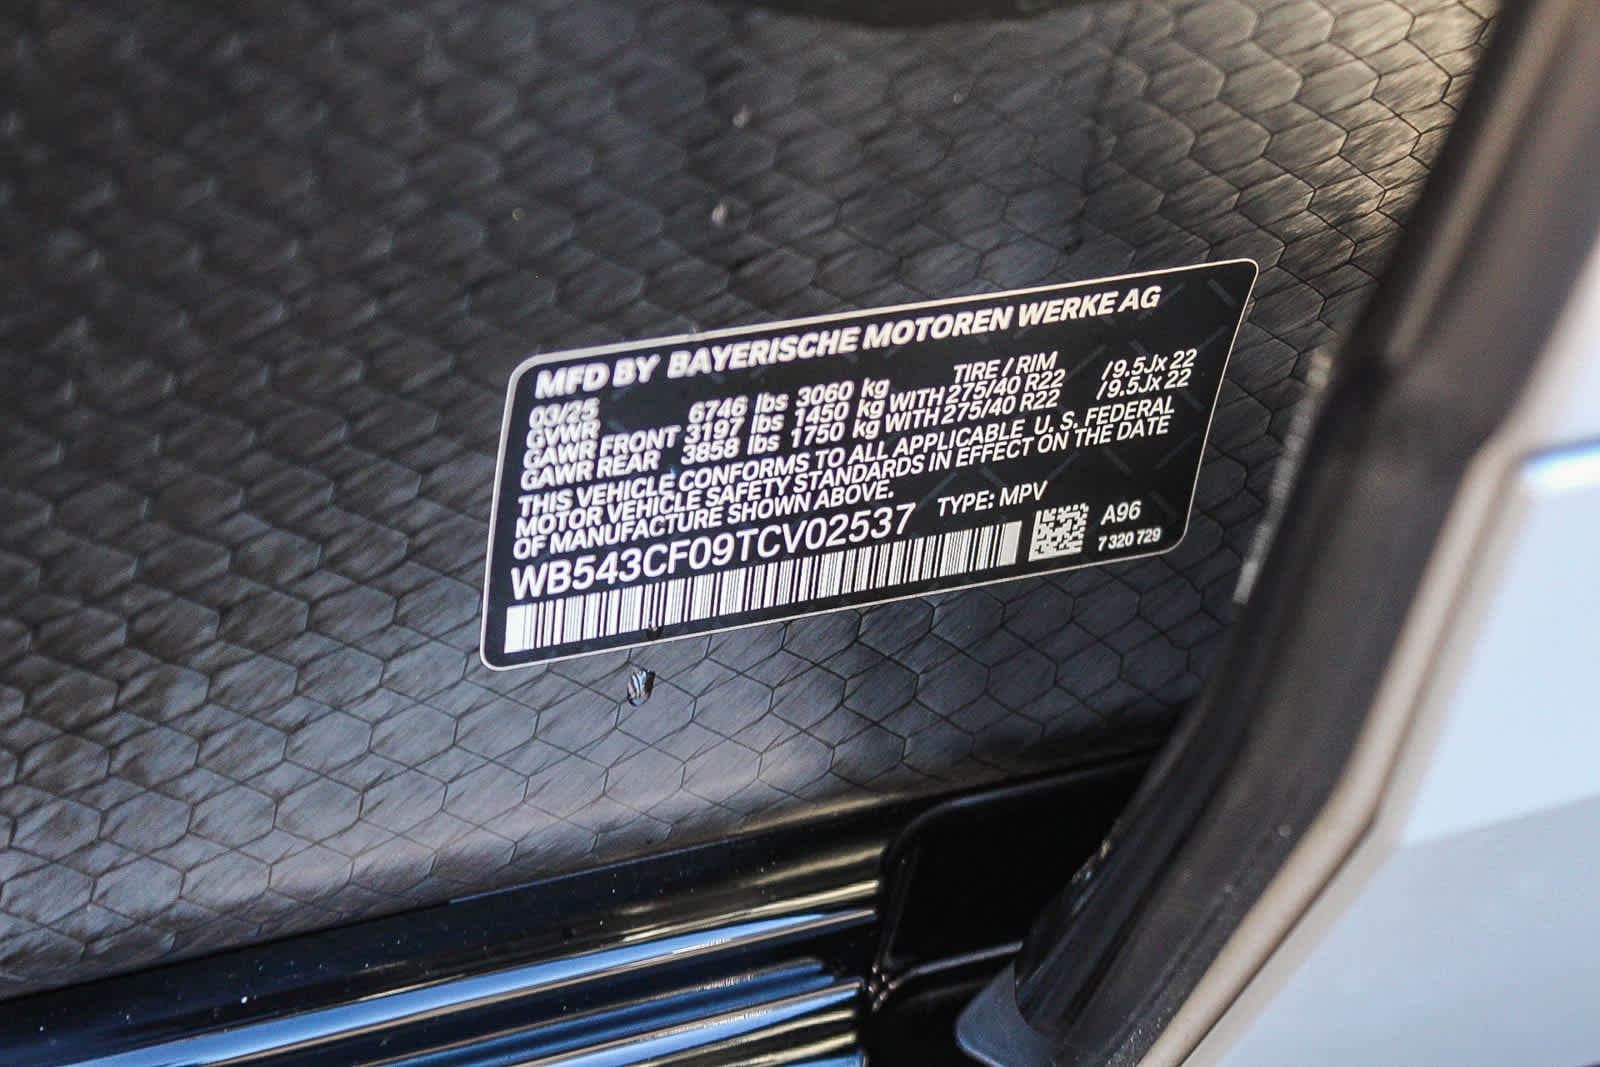 MFD BY BAYERISCHE MOTOREN WERKE AG
03/25 TIRE / RIM
GVWR 6746 lbs 3060 kg
GAWR FRONT 3197 lbs 1450 kg WITH 275/40 R22 /9.5Jx 22
GAWR REAR 3858 lbs 1750 kg WITH 275/40 R22 /9.5Jx 22
THIS VEHICLE CONFORMS TO ALL APPLICABLE U. S. FEDERAL
MOTOR VEHICLE SAFETY STANDARDS IN EFFECT ON THE DATE
OF MANUFACTURE SHOWN ABOVE.
WB543CF09TCV02537 TYPE: MPV
A96
7 320 729